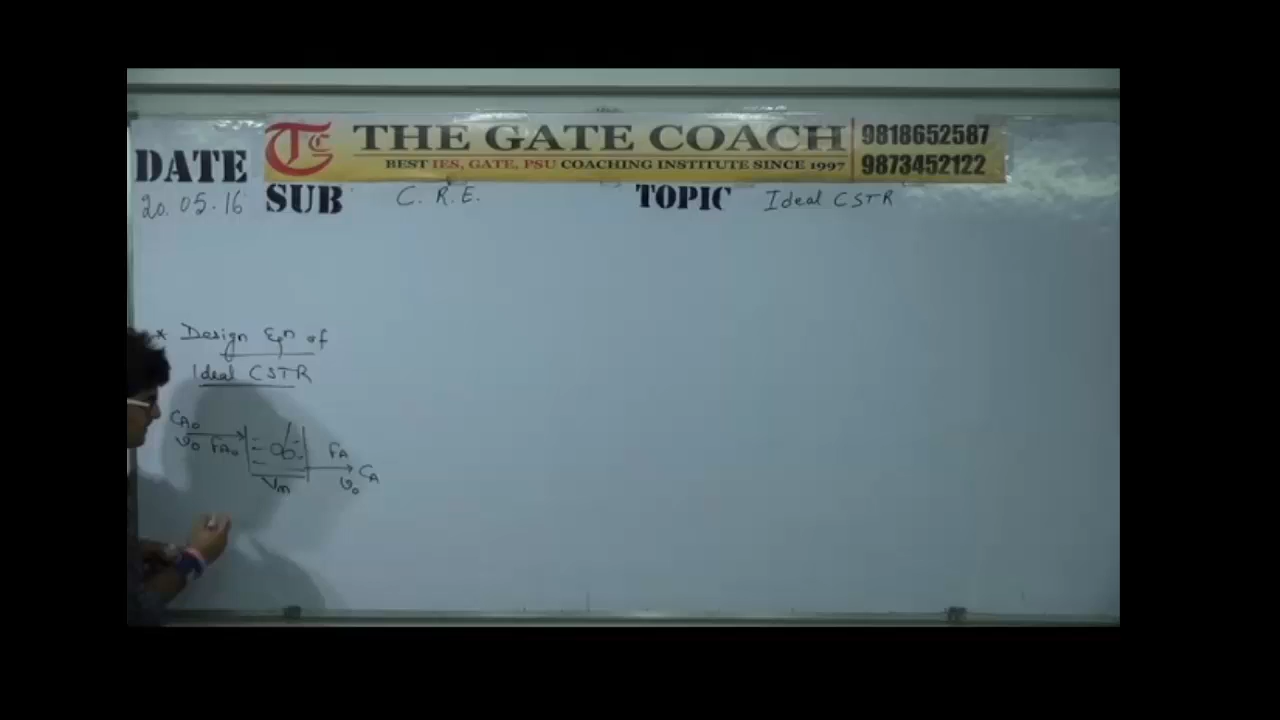 THE GATE COACH
BEST IES, GATE, PSU COACHING INSTITUTE SINCE 1997
9818652587
9873452122
DATE
20.05.16
SUB
C. R. E.
TOPIC
Ideal CSTR
* Design Eqn of
Ideal CSTR
CA0
v0 FA0
FA
CA
v0
Vm